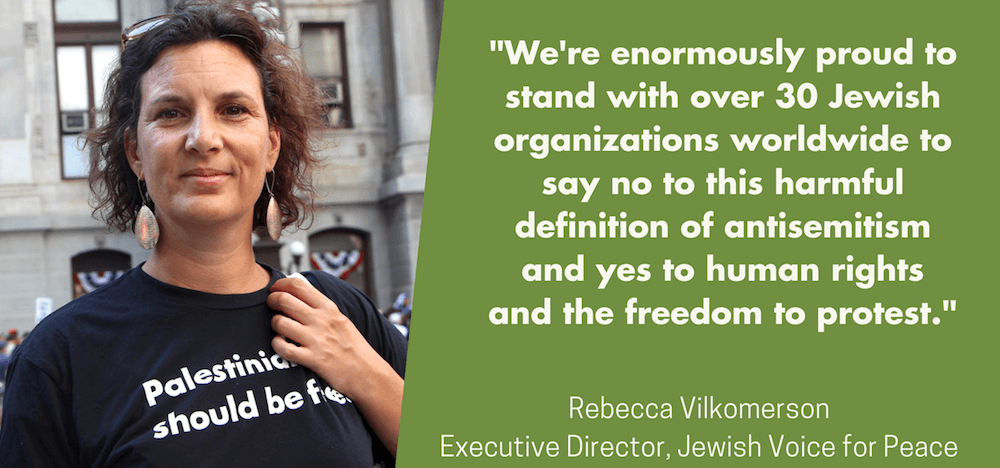 "We're enormously proud to
stand with over 30 Jewish
organizations worldwide to
say no to this harmful
definition of antisemitism
and yes to human rights
and the freedom to protest."
Rebecca Vilkomerson
Executive Director, Jewish Voice for Peace
should be